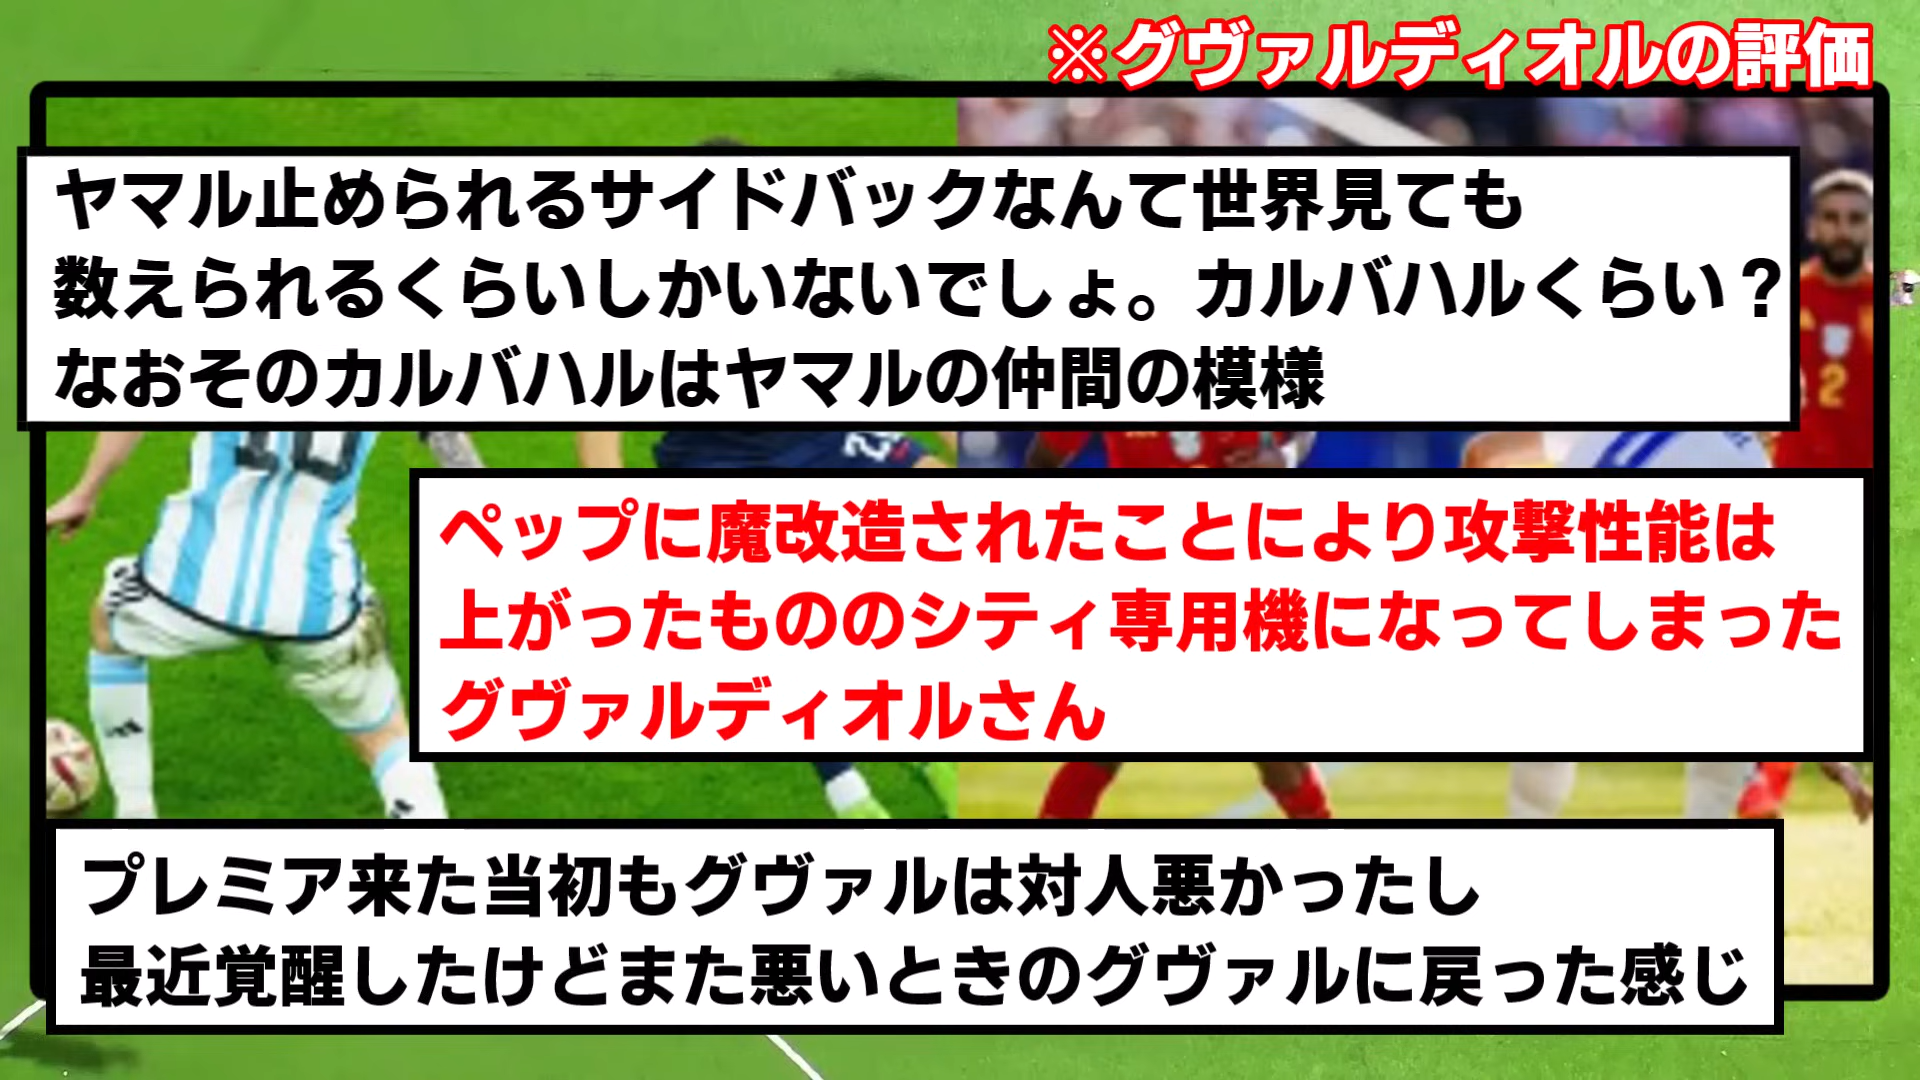 ※グヴァルディオルの評価
ヤマル止められるサイドバックなんて世界見ても
数えられるくらいしかいないでしょ。カルバハルくらい？
なおそのカルバハルはヤマルの仲間の模様
2
ペップに魔改造されたことにより攻撃性能は
上がったもののシティ専用機になってしまった
グヴァルディオルさん
プレミア来た当初もグヴァルは対人悪かったし
最近覚醒したけどまた悪いときのグヴァルに戻った感じ